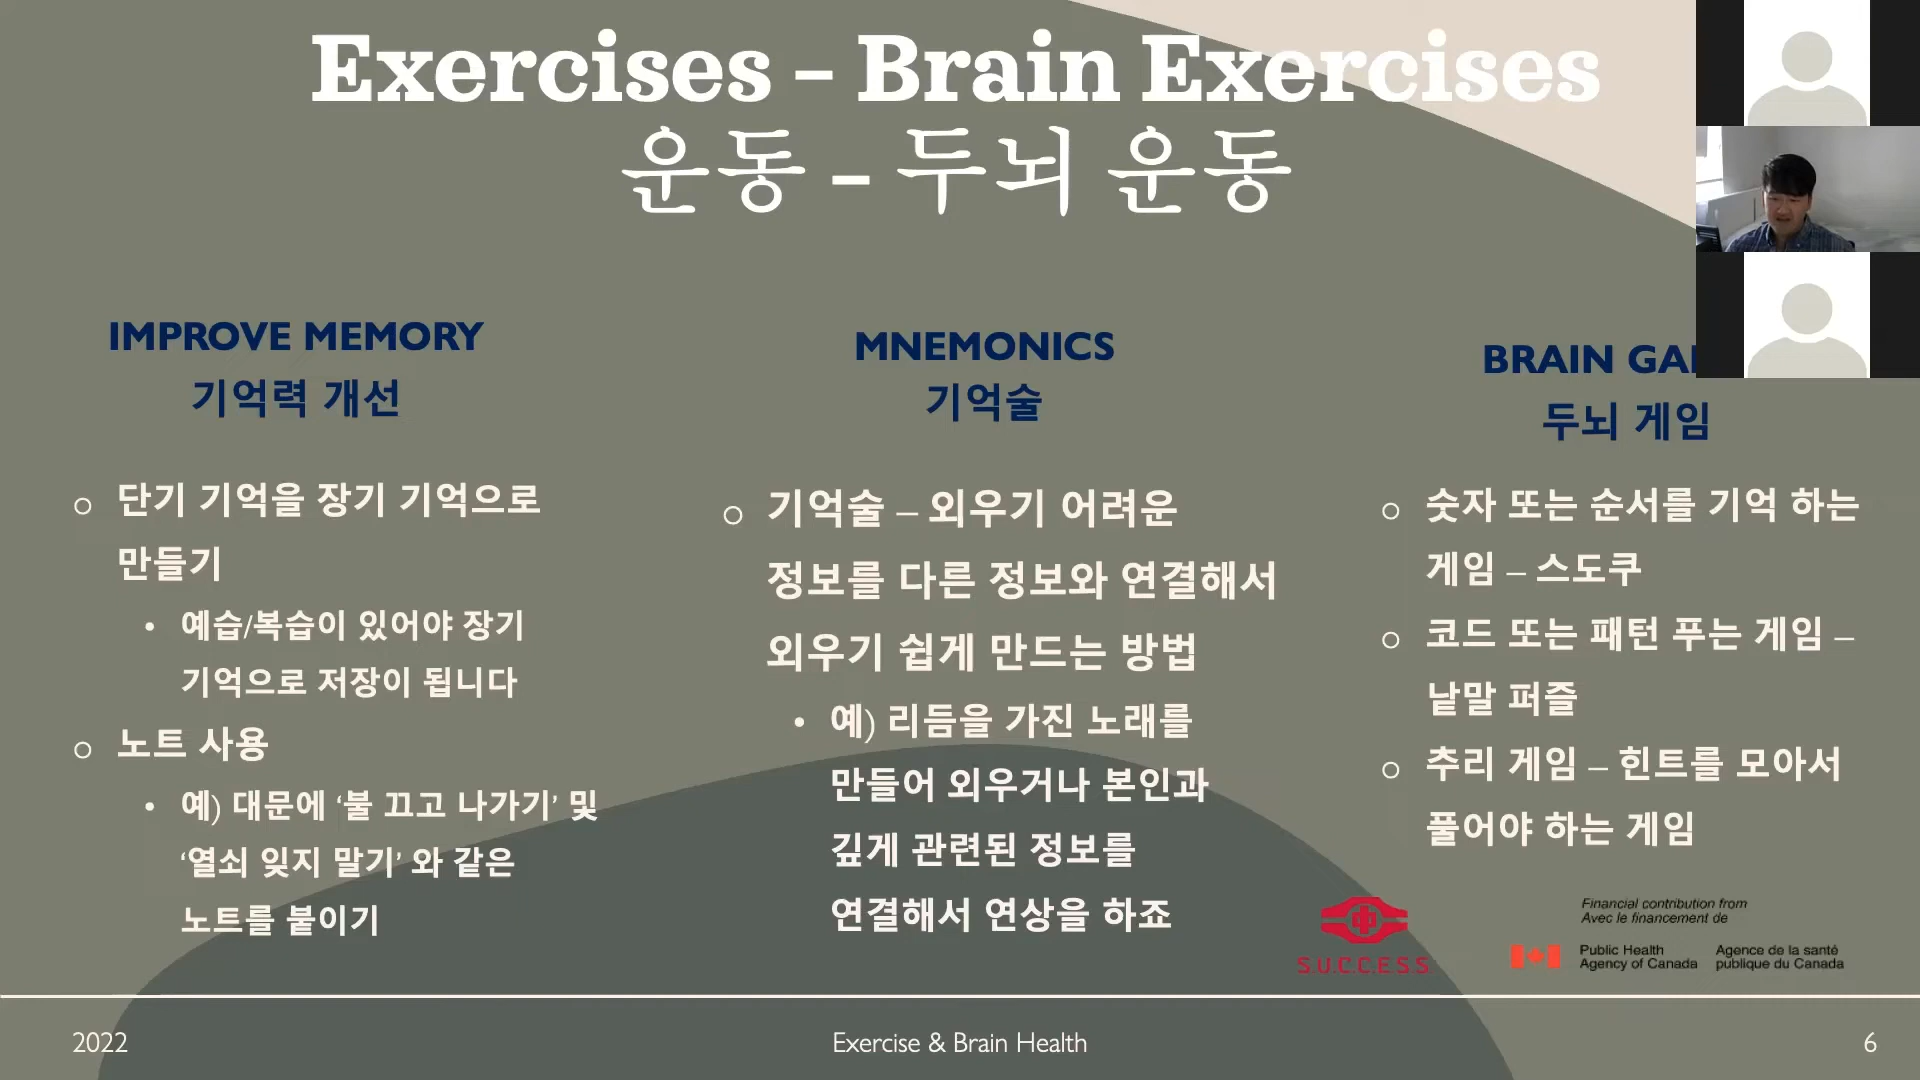 Exercises – Brain Exercises
운동 – 두뇌 운동
IMPROVE MEMORY
기억력 개선
단기 기억을 장기 기억으로
만들기
예습/복습이 있어야 장기
기억으로 저장이 됩니다
노트 사용
예) 대문에 ‘불 끄고 나가기’ 및
‘열쇠 잊지 말기’ 와 같은
노트를 붙이기
MNEMONICS
기억술
기억술 – 외우기 어려운
정보를 다른 정보와 연결해서
외우기 쉽게 만드는 방법
예) 리듬을 가진 노래를
만들어 외우거나 본인과
깊게 관련된 정보를
연결해서 연상을 하죠
BRAIN
두뇌 게임
숫자 또는 순서를 기억 하는
게임 – 스도쿠
코드 또는 패턴 푸는 게임 –
낱말 퍼즐
추리 게임 – 힌트를 모아서
풀어야 하는 게임
S.U.C.C.E.S.S.
Financial contribution from
Avec le financement de
Public Health
Agency of Canada
Agence de la santé
publique du Canada
2022
Exercise & Brain Health
6